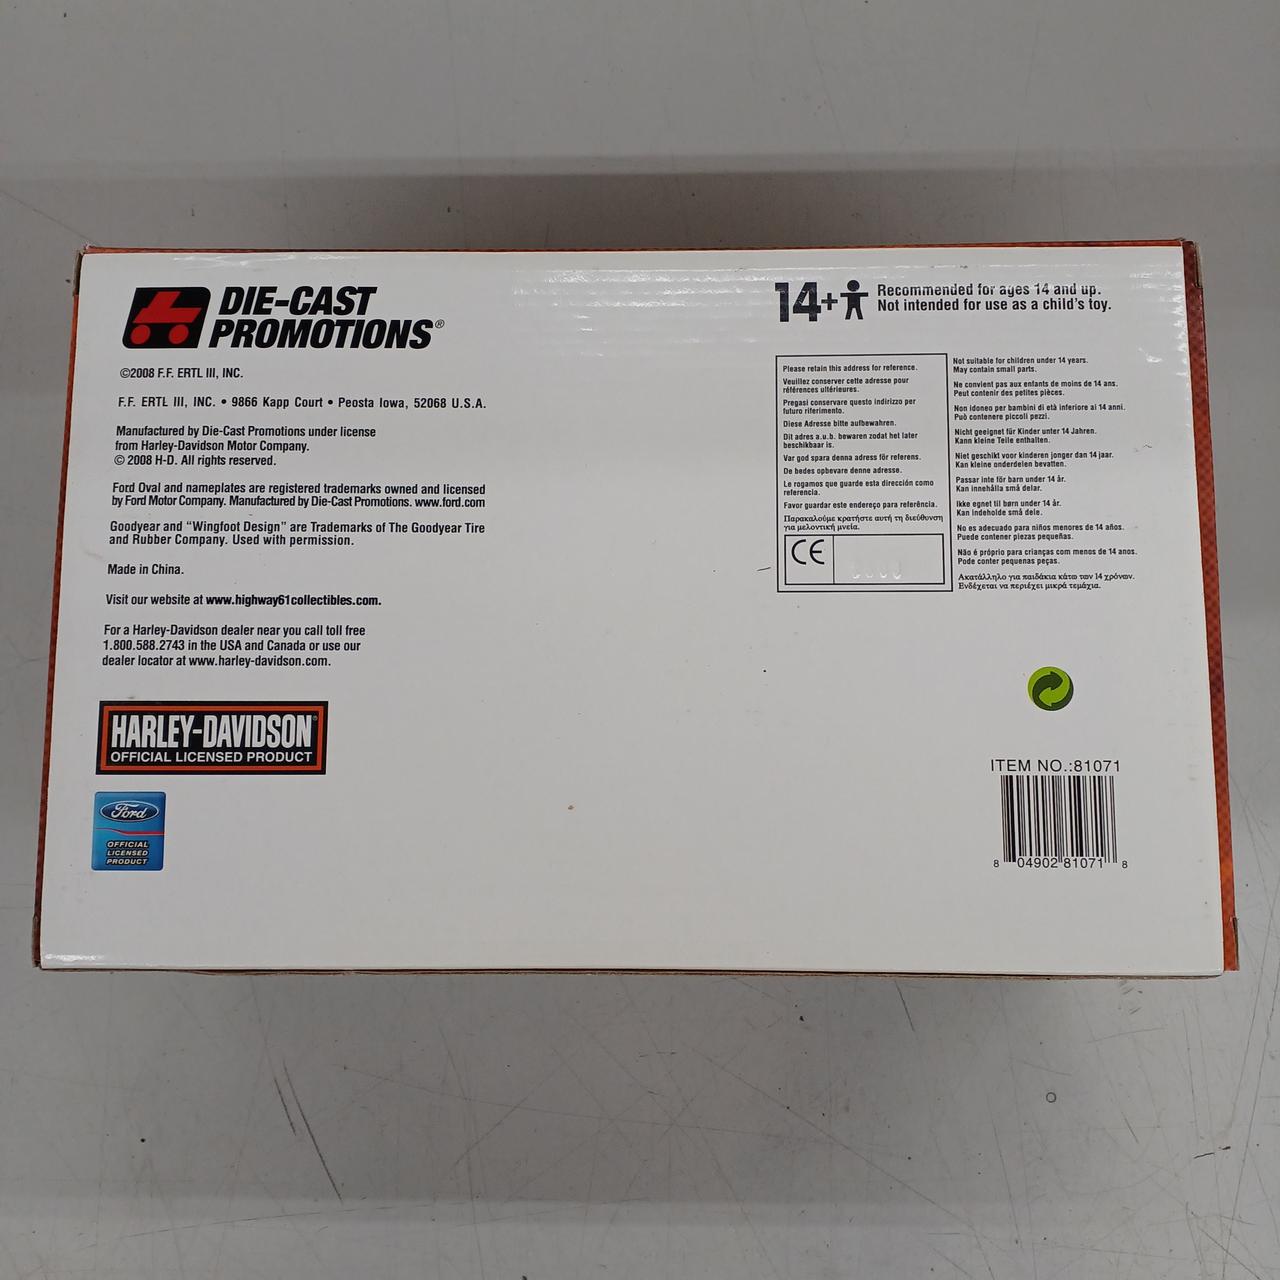 DIE-CAST
PROMOTIONS®
©2008 F.F. ERTL III, INC.
F.F. ERTL III, INC. • 9866 Kapp Court • Peosta Iowa, 52068 U.S.A.
Manufactured by Die-Cast Promotions under license
from Harley-Davidson Motor Company.
© 2008 H-D. All rights reserved.
Ford Oval and nameplates are registered trademarks owned and licensed
by Ford Motor Company. Manufactured by Die-Cast Promotions. www.ford.com
Goodyear and "Wingfoot Design" are Trademarks of The Goodyear Tire
and Rubber Company. Used with permission.
Made in China.
Visit our website at www.highway61collectibles.com.
For a Harley-Davidson dealer near you call toll free
1.800.588.2743 in the USA and Canada or use our
dealer locator at www.harley-davidson.com.
HARLEY-DAVIDSON®
OFFICIAL LICENSED PRODUCT
Ford
OFFICIAL
LICENSED
PRODUCT
14+
Recommended for ages 14 and up.
Not intended for use as a child's toy.
Please retain this address for reference.
Veuillez conserver cette adresse pour
références ultérieures.
Pregasi conservare questo indirizzo per
futuro riferimento.
Diese Adresse bitte aufbewahren.
Dit adres a.u.b. bewaren zodat het later
beschikbaar is.
Var god spara denna adress för referens.
De bedes opbevare denne adresse.
Le rogamos que guarde esta dirección como
referencia.
Favor guardar este endereço para referência.
Παρακαλούμε κρατήστε αυτή τη διεύθυνση
για μελοντική μνεία.
CE
Not suitable for children under 14 years.
May contain small parts.
Ne convient pas aux enfants de moins de 14 ans.
Peut contenir des petites pièces.
Non idoneo per bambini di età inferiore ai 14 anni.
Può contenere piccoli pezzi.
Nicht geeignet für Kinder unter 14 Jahren.
Kann kleine Teile enthalten.
Niet geschikt voor kinderen jonger dan 14 jaar.
Kan kleine onderdelen bevatten.
Passar inte för barn under 14 år.
Kan innehålla små delar.
Ikke egnet til børn under 14 år.
Kan indeholde små dele.
No es adecuado para niños menores de 14 años.
Puede contener piezas pequeñas.
Não é próprio para crianças com menos de 14 anos.
Pode conter pequenas peças.
Ακατάλληλο για παιδάκια κάτω των 14 χρόνων.
Ενδέχεται να περιέχει μικρά τεμάχια.
ITEM NO.:81071
8 04902 81071 8